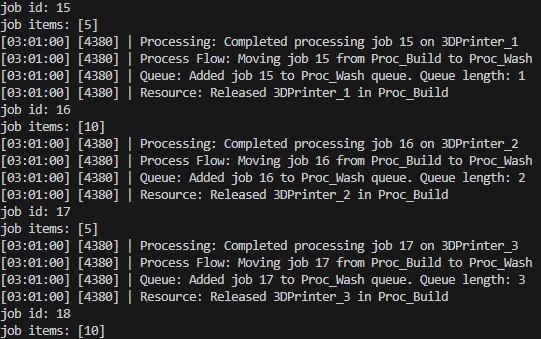 job id: 15
job items: [5]
[03:01:00] [4380] | Processing: Completed processing job 15 on 3DPrinter_1
[03:01:00] [4380] | Process Flow: Moving job 15 from Proc_Build to Proc_Wash
[03:01:00] [4380] | Queue: Added job 15 to Proc_Wash queue. Queue length: 1
[03:01:00] [4380] | Resource: Released 3DPrinter_1 in Proc_Build
job id: 16
job items: [10]
[03:01:00] [4380] | Processing: Completed processing job 16 on 3DPrinter_2
[03:01:00] [4380] | Process Flow: Moving job 16 from Proc_Build to Proc_Wash
[03:01:00] [4380] | Queue: Added job 16 to Proc_Wash queue. Queue length: 2
[03:01:00] [4380] | Resource: Released 3DPrinter_2 in Proc_Build
job id: 17
job items: [5]
[03:01:00] [4380] | Processing: Completed processing job 17 on 3DPrinter_3
[03:01:00] [4380] | Process Flow: Moving job 17 from Proc_Build to Proc_Wash
[03:01:00] [4380] | Queue: Added job 17 to Proc_Wash queue. Queue length: 3
[03:01:00] [4380] | Resource: Released 3DPrinter_3 in Proc_Build
job id: 18
job items: [10]